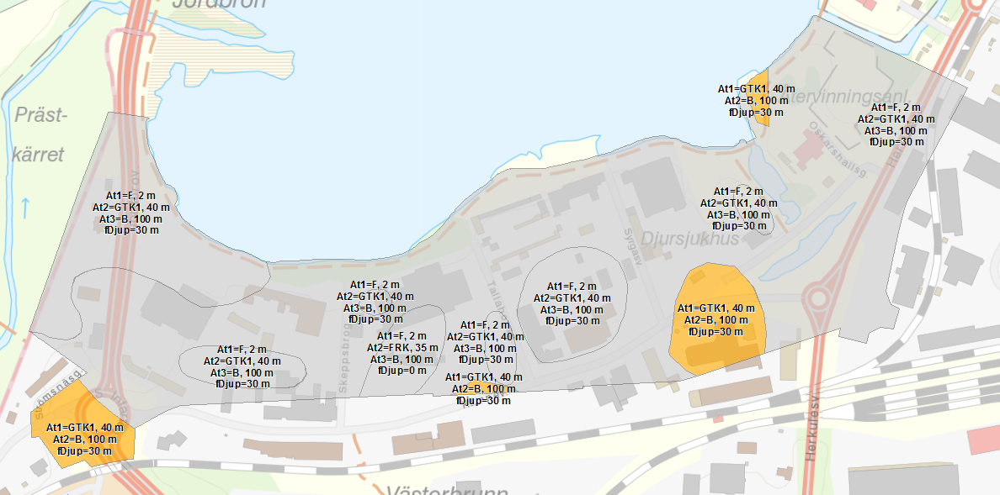 Jordbron
Präst-
kärret
At1=GTK1, 40 m
At2=B, 100 m
fDjup=30 m
Återvinningsanl.
At1=F, 2 m
At2=GTK1, 40 m
At3=B, 100 m
fDjup=30 m
Oskarshällsg.
At1=F, 2 m
At2=GTK1, 40 m
At3=B, 100 m
fDjup=30 m
At1=F, 2 m
At2=GTK1, 40 m
At3=B, 100 m
fDjup=30 m
Djursjukhus
Syrgasv.
At1=F, 2 m
At2=GTK1, 40 m
At3=B, 100 m
fDjup=30 m
At1=F, 2 m
At2=GTK1, 40 m
At3=B, 100 m
fDjup=30 m
At1=GTK1, 40 m
At2=B, 100 m
fDjup=30 m
At1=F, 2 m
At2=FRK, 35 m
At3=B, 100 m
fDjup=0 m
At1=F, 2 m
At2=GTK1, 40 m
At3=B, 100 m
fDjup=30 m
At1=F, 2 m
At2=GTK1, 40 m
At3=B, 100 m
fDjup=30 m
Skeppsbrog
At1=GTK1, 40 m
At2=B, 100 m
fDjup=30 m
Strömsnäsg.
At1=GTK1, 40 m
At2=B, 100 m
fDjup=30 m
Herkulesv.
Västerbrunn